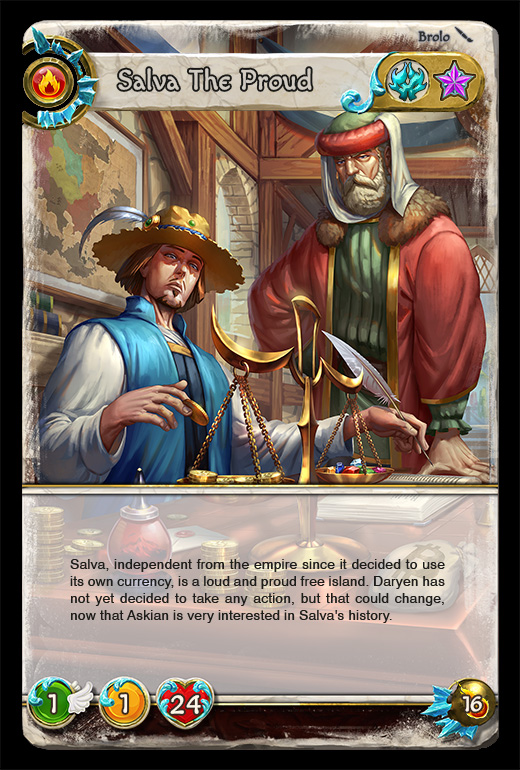 Brolo
Salva The Proud
Salva, independent from the empire since it decided to use
its own currency, is a loud and proud free island. Daryen has
not yet decided to take any action, but that could change,
now that Askian is very interested in Salva's history.
1 1 24 16